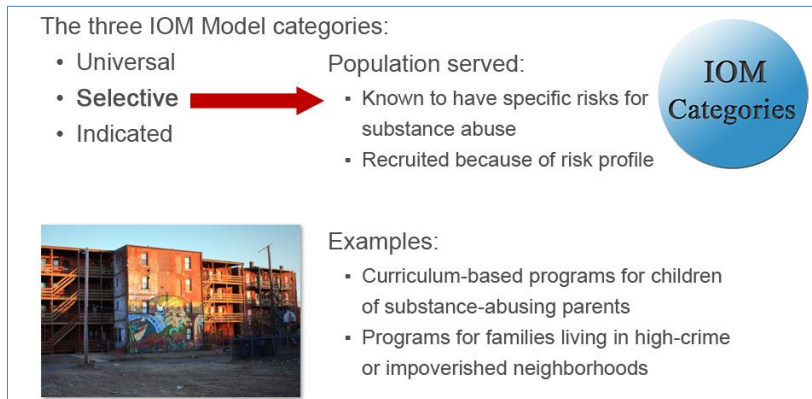 The three IOM Model categories:
• Universal
• Selective
• Indicated
Population served:
▪ Known to have specific risks for
substance abuse
▪ Recruited because of risk profile
IOM
Categories
Examples:
▪ Curriculum-based programs for children
of substance-abusing parents
▪ Programs for families living in high-crime
or impoverished neighborhoods